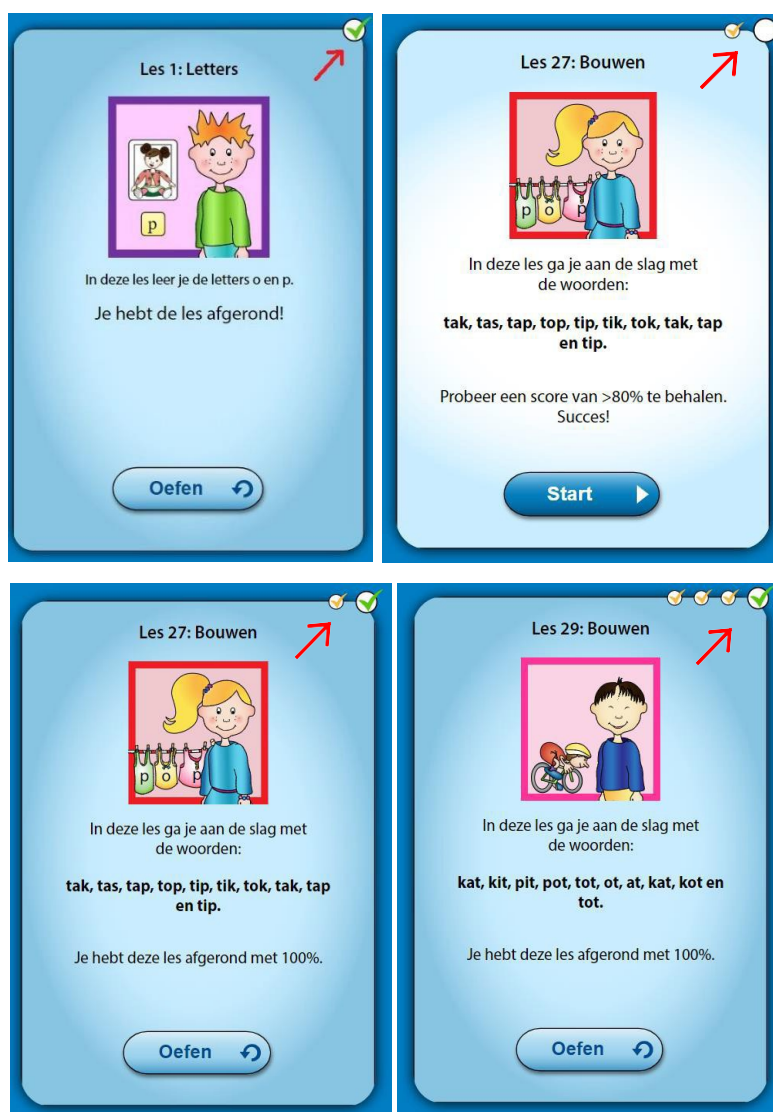 Les 1: Letters
p
In deze les leer je de letters o en p.
Je hebt de les afgerond!
Oefen
Les 27: Bouwen
p o p
In deze les ga je aan de slag met
de woorden:
tak, tas, tap, top, tip, tik, tok, tak, tap
en tip.
Probeer een score van >80% te behalen.
Succes!
Start
Les 27: Bouwen
p o p
In deze les ga je aan de slag met
de woorden:
tak, tas, tap, top, tip, tik, tok, tak, tap
en tip.
Je hebt deze les afgerond met 100%.
Oefen
Les 29: Bouwen
In deze les ga je aan de slag met
de woorden:
kat, kit, pit, pot, tot, ot, at, kat, kot en
tot.
Je hebt deze les afgerond met 100%.
Oefen